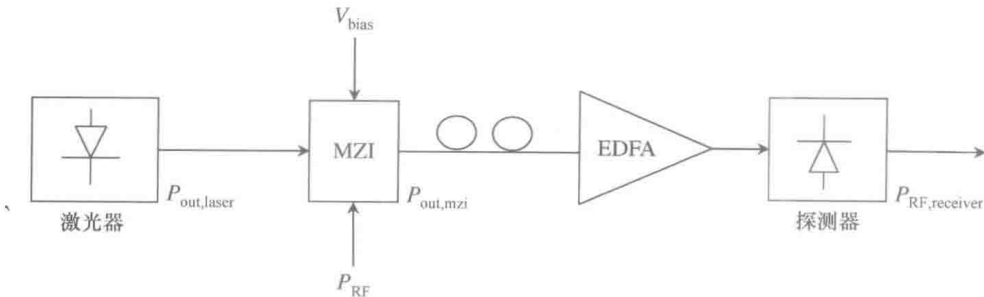 V_bias
MZI
EDFA
P_out,laser
P_out,mzi
P_RF,receiver
、
激光器
探测器
P_RF